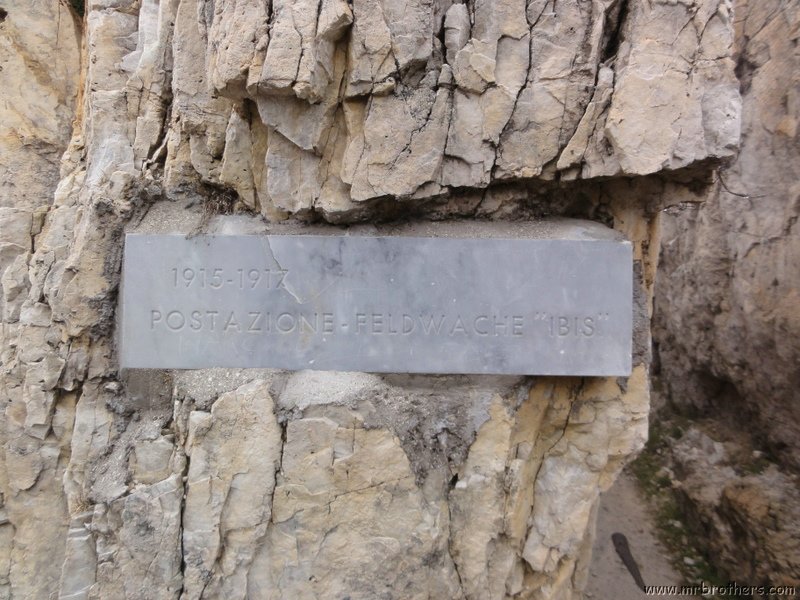 1915-1917
POSTAZIONE-FELDWACHE "IBIS"
www.mrbrothers.com